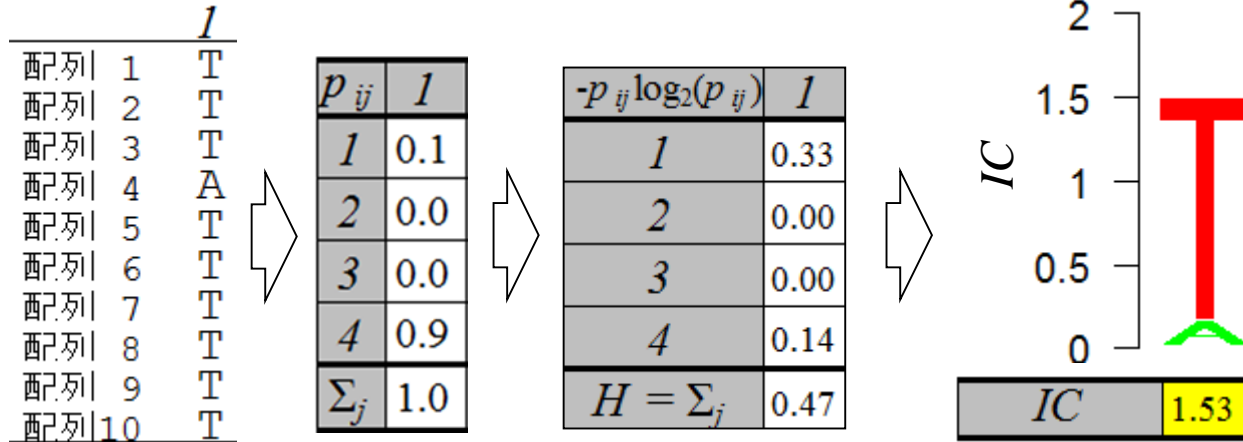 1
配列 1 T
配列 2 T
配列 3 T
配列 4 A
配列 5 T
配列 6 T
配列 7 T
配列 8 T
配列 9 T
配列10 T
p ij 1
1 0.1
2 0.0
3 0.0
4 0.9
Σj 1.0
-p ij log2(p ij) 1
1 0.33
2 0.00
3 0.00
4 0.14
H = Σj 0.47
2
1.5
1
0.5
0
IC
T
A
IC 1.53